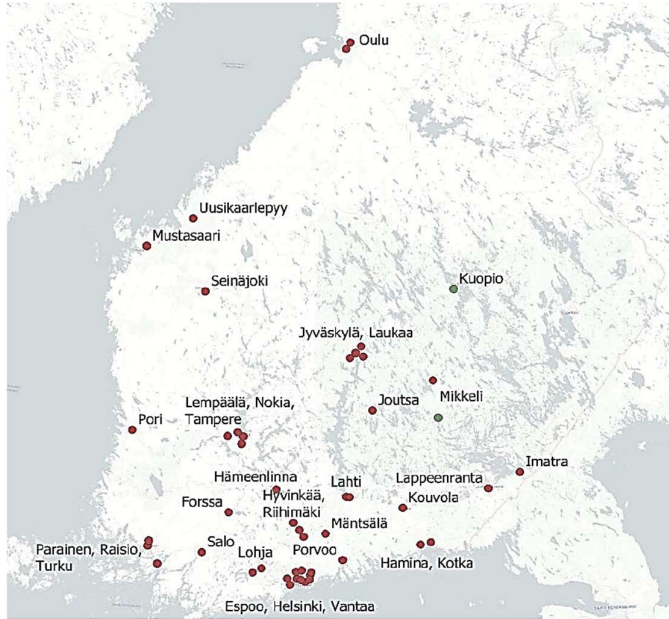 Oulu
Uusikaarlepyy
Mustasaari
Seinäjoki
Kuopio
Jyväskylä, Laukaa
Mikkeli
Joutsa
Lempäälä, Nokia,
Tampere
Pori
Imatra
Hämeenlinna
Lahti
Lappeenranta
Hyvinkää,
Riihimäki
Kouvola
Forssa
Mäntsälä
Parainen, Raisio,
Turku
Salo
Lohja
Porvoo
Hamina, Kotka
Espoo, Helsinki, Vantaa